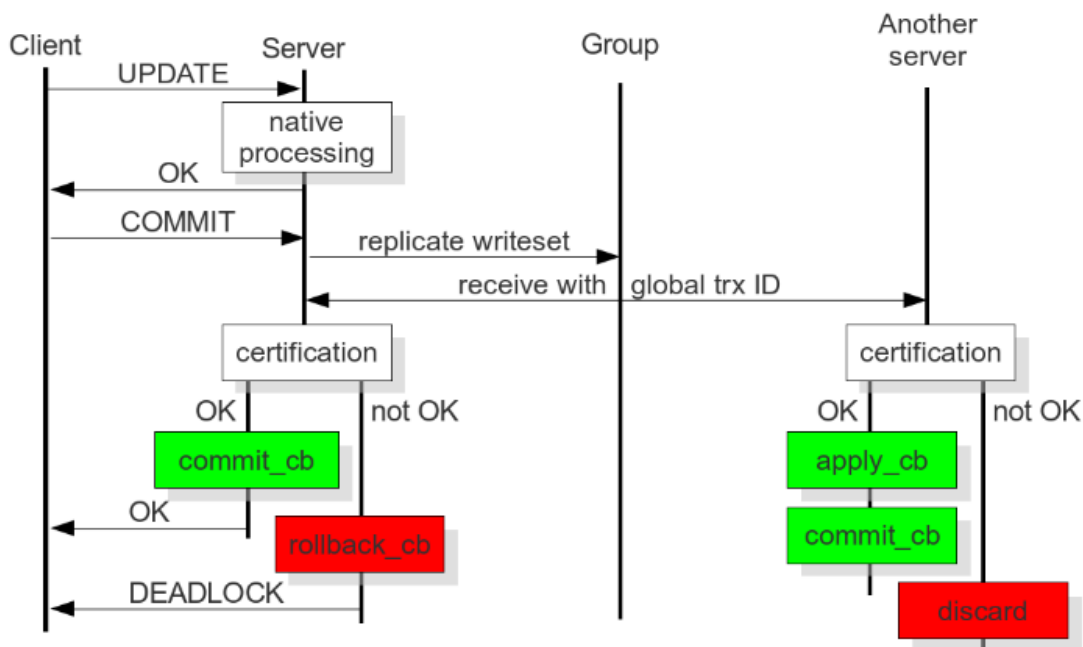 Client
Server
Group
Another
server
UPDATE
native
processing
OK
COMMIT
replicate writeset
receive with global trx ID
certification
certification
OK
not OK
OK
not OK
commit_cb
apply_cb
OK
rollback_cb
commit_cb
DEADLOCK
discard